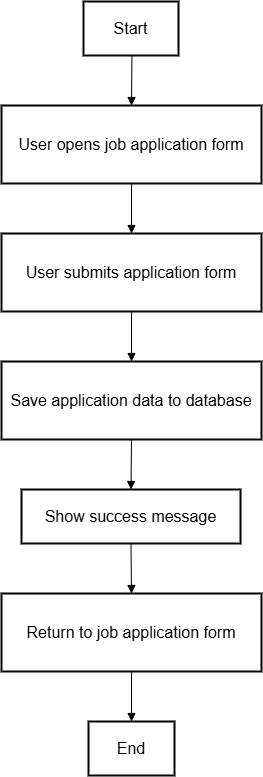 Start
User opens job application form
User submits application form
Save application data to database
Show success message
Return to job application form
End